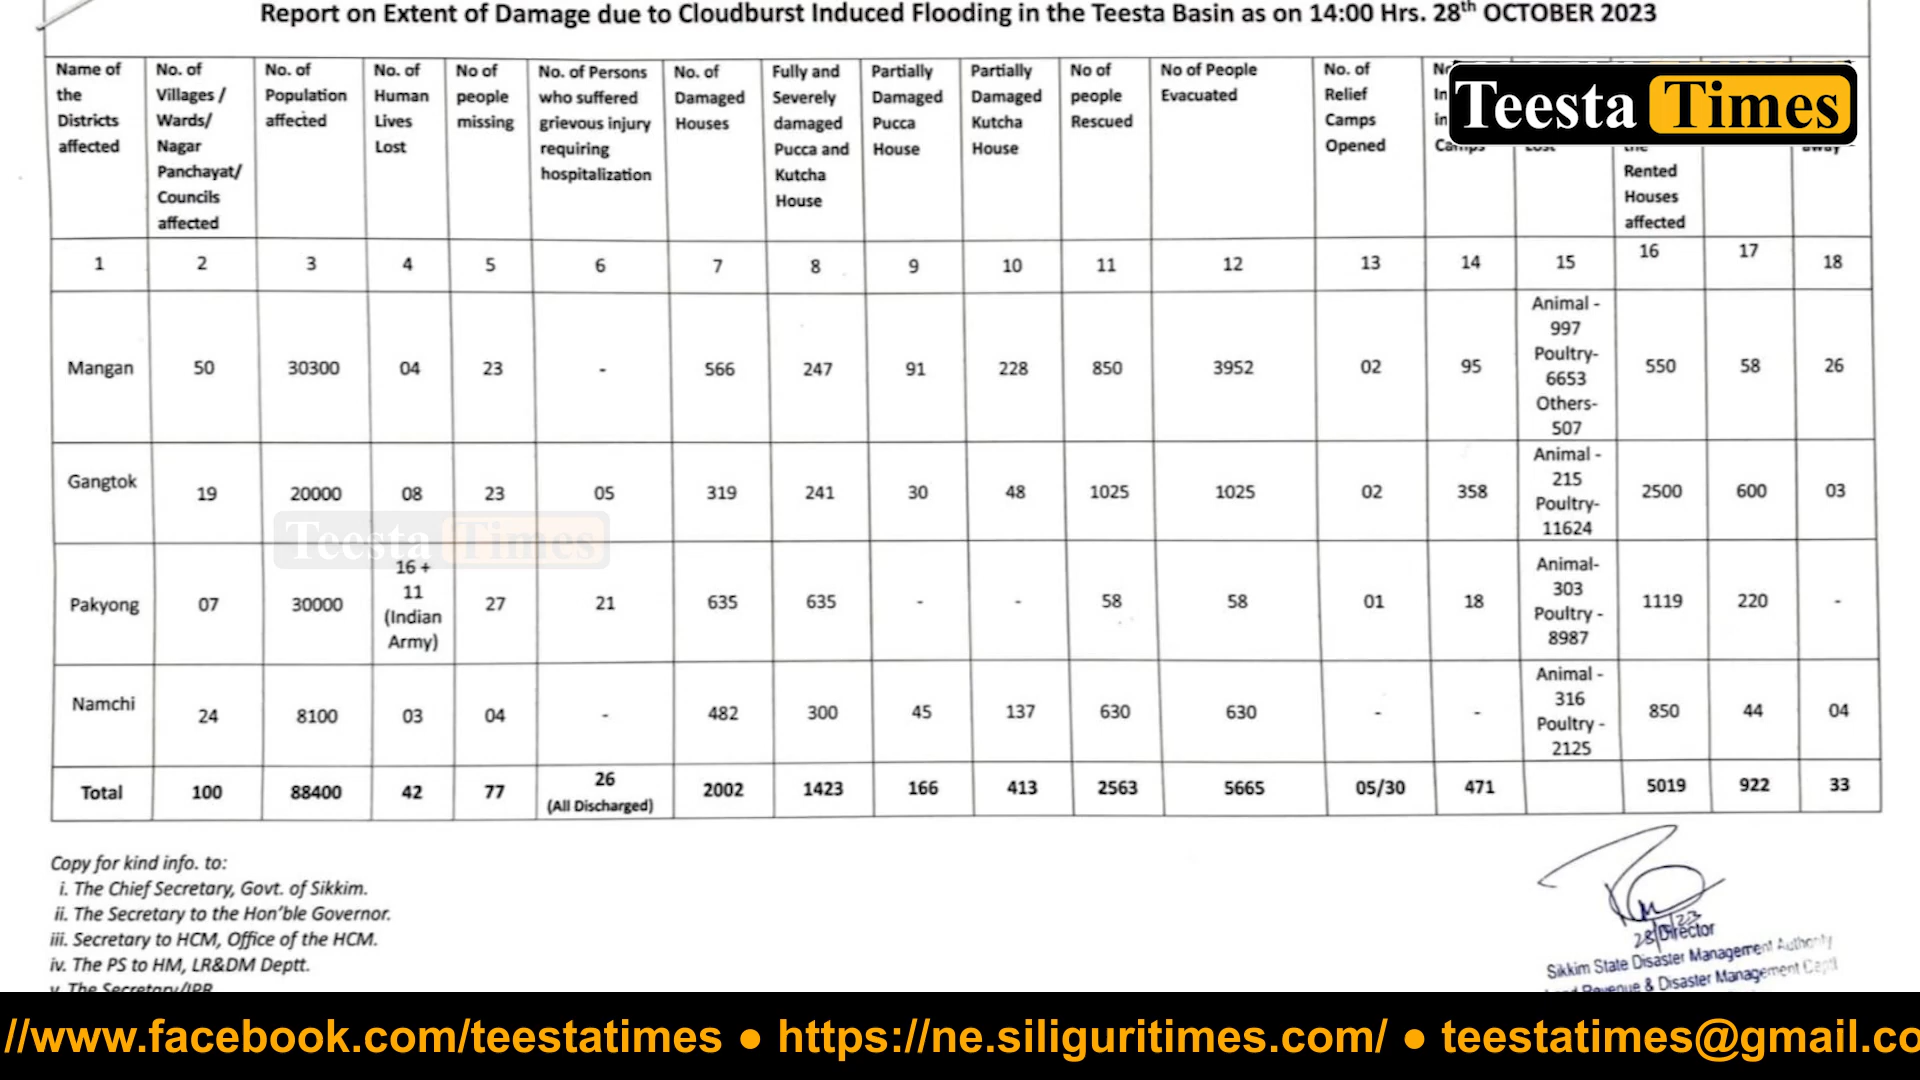 Report on Extent of Damage due to Cloudburst Induced Flooding in the Teesta Basin as on 14:00 Hrs. 28th OCTOBER 2023
Name of the Districts affected
No. of Villages / Wards/ Nagar Panchayat/ Councils affected
No. of Population affected
No. of Human Lives Lost
No of people missing
No. of Persons who suffered grievous injury requiring hospitalization
No. of Damaged Houses
Fully and Severely damaged Pucca and Kutcha House
Partially Damaged Pucca House
Partially Damaged Kutcha House
No of people Rescued
No of People Evacuated
No. of Relief Camps Opened
in Camps
Lost
the Rented Houses affected
away
Teesta Times
1 2 3 4 5 6 7 8 9 10 11 12 13 14 15 16 17 18
Mangan 50 30300 04 23 - 566 247 91 228 850 3952 02 95 Animal - 997 Poultry- 6653 Others- 507 550 58 26
Gangtok 19 20000 08 23 05 319 241 30 48 1025 1025 02 358 Animal - 215 Poultry- 11624 2500 600 03
Teesta Times
Pakyong 07 30000 16 + 11 (Indian Army) 27 21 635 635 - - 58 58 01 18 Animal- 303 Poultry - 8987 1119 220 -
Namchi 24 8100 03 04 - 482 300 45 137 630 630 - - Animal - 316 Poultry - 2125 850 44 04
Total 100 88400 42 77 26 (All Discharged) 2002 1423 166 413 2563 5665 05/30 471 5019 922 33
Copy for kind info. to:
i. The Chief Secretary, Govt. of Sikkim.
ii. The Secretary to the Hon'ble Governor.
iii. Secretary to HCM, Office of the HCM.
iv. The PS to HM, LR&DM Deptt.
v. The Secretary/IPR
Director
Sikkim State Disaster Management Authority
Revenue & Disaster Management
//www.facebook.com/teestatimes ● https://ne.siliguritimes.com/ ● teestatimes@gmail.co